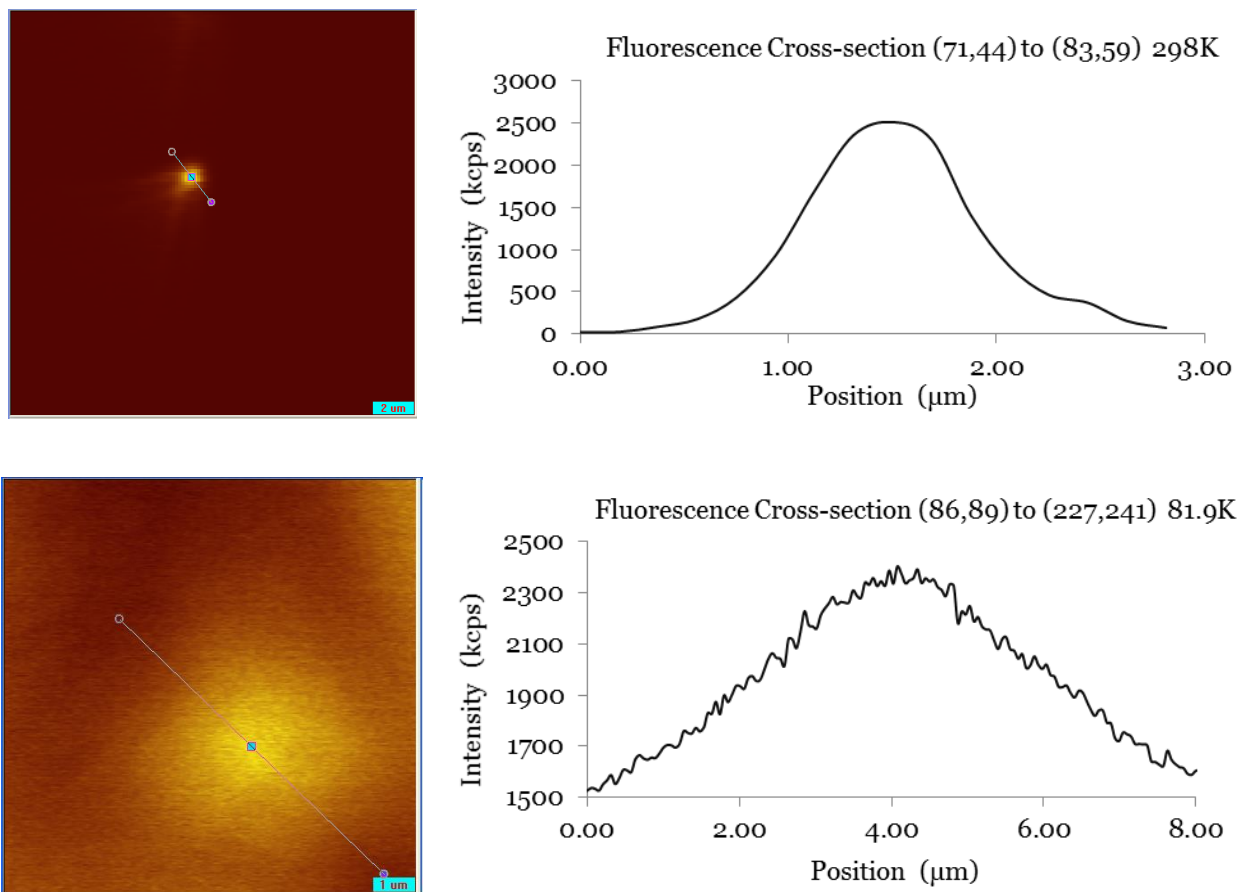 Fluorescence Cross-section (71,44) to (83,59) 298K
3000
2500
2000
1500
1000
500
0
Intensity (kcps)
0.00 1.00 2.00 3.00
Position (µm)
2 um
Fluorescence Cross-section (86,89) to (227,241) 81.9K
2500
2300
2100
1900
1700
1500
Intensity (kcps)
0.00 2.00 4.00 6.00 8.00
Position (µm)
1 um